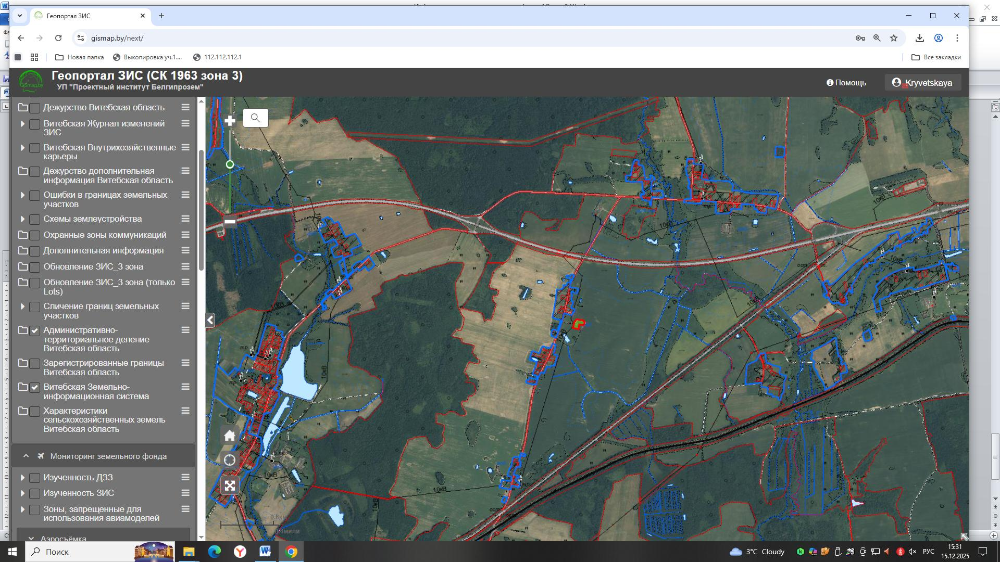 Геопортал ЗИС
gismap.by/next/
Новая папка
Выкопировка уч.1....
112.112.112.1
Все закладки
Геопортал ЗИС (СК 1963 зона 3)
УП "Проектный институт Белгипрозем"
Помощь
Kryvetskaya
Дежурство Витебская область
Витебская Журнал изменений
ЗИС
Витебская Внутрихозяйственные
карьеры
Дежурство дополнительная
информация Витебская область
Ошибки в границах земельных
участков
Схемы землеустройства
Охранные зоны коммуникаций
Дополнительная информация
Обновление ЗИС_3 зона
Обновление ЗИС_3 зона (только
Lots)
Сличение границ земельных
участков
Административно-
территориальное деление
Витебская область
Зарегистрированные границы
Витебская область
Витебская Земельно-
информационная система
Характеристики
сельскохозяйственных земель
Витебская область
Мониторинг земельного фонда
Изученность ДЗЗ
Изученность ЗИС
Зоны, запрещенные для
использования авиамоделей
Аэросъёмка
10кВ
10кВ
10кВ
10кВ
10кВ
10кВ
10кВ
10кВ
10кВ
0.6км
0.4мили
Поиск
3°C Cloudy
РУС
15:31
15.12.2025